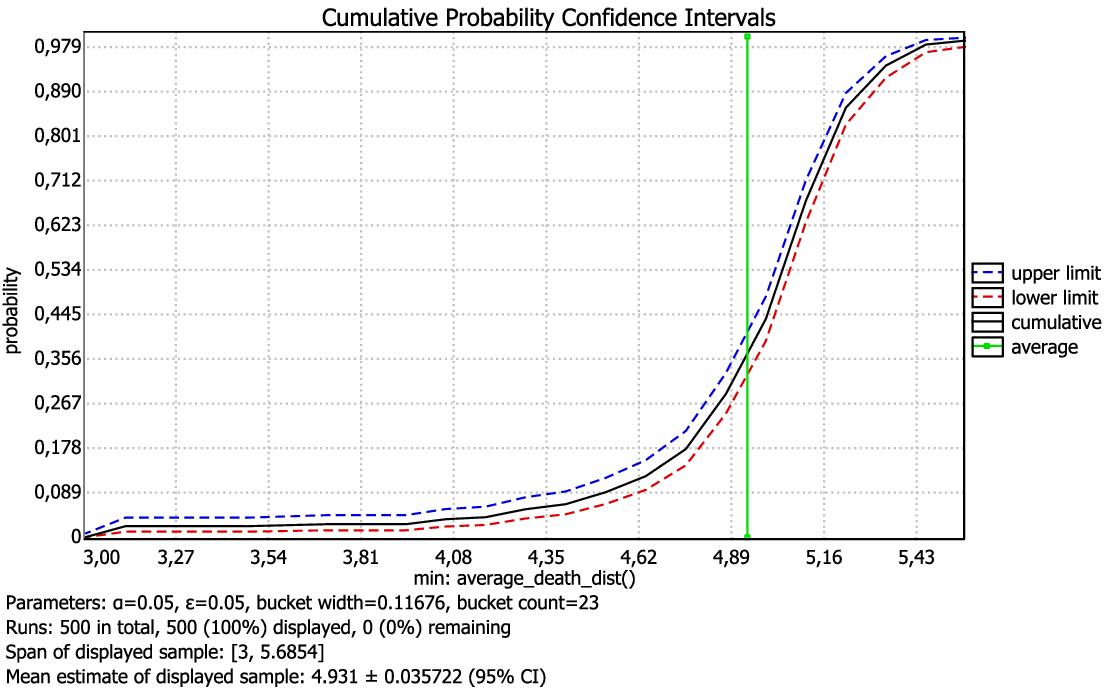 Cumulative Probability Confidence Intervals
0,979
0,890
0,801
0,712
0,623
0,534
0,445
0,356
0,267
0,178
0,089
0
probability
3,00 3,27 3,54 3,81 4,08 4,35 4,62 4,89 5,16 5,43
min: average_death_dist()
upper limit
lower limit
cumulative
average
Parameters: α=0.05, ε=0.05, bucket width=0.11676, bucket count=23
Runs: 500 in total, 500 (100%) displayed, 0 (0%) remaining
Span of displayed sample: [3, 5.6854]
Mean estimate of displayed sample: 4.931 ± 0.035722 (95% CI)